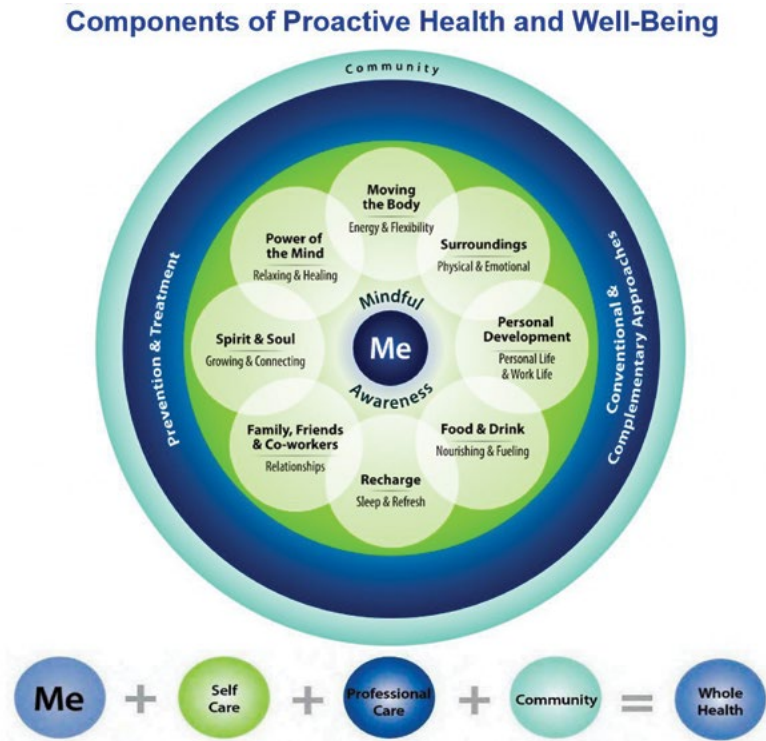 Components of Proactive Health and Well-Being
Community
Moving
the Body
Energy & Flexibility
Power of
the Mind
Relaxing & Healing
Surroundings
Physical & Emotional
Prevention & Treatment
Conventional &
Complementary Approaches
Mindful
Me
Awareness
Spirit & Soul
Growing & Connecting
Personal
Development
Personal Life
& Work Life
Family, Friends
& Co-workers
Relationships
Food & Drink
Nourishing & Fueling
Recharge
Sleep & Refresh
Me + Self Care + Professional Care + Community = Whole Health